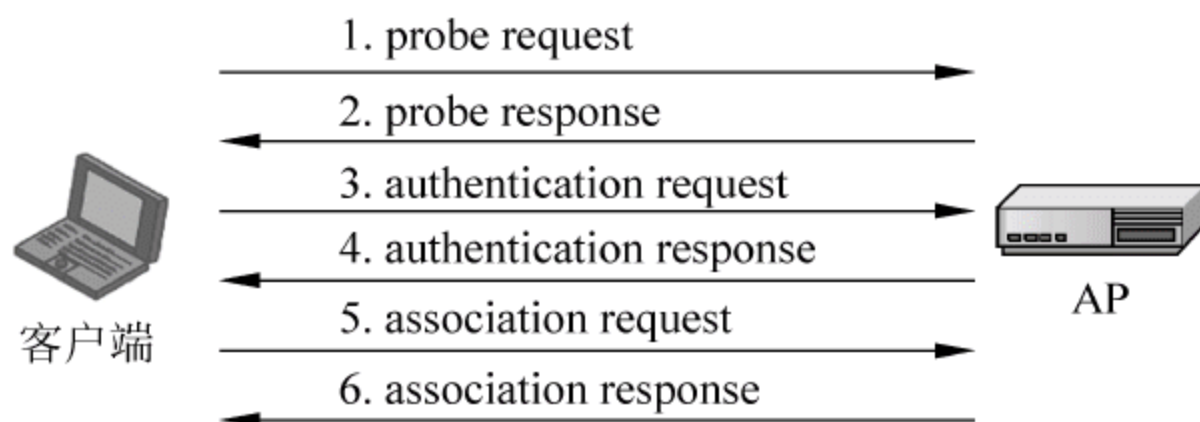 1. probe request
2. probe response
3. authentication request
4. authentication response
5. association request
6. association response
客户端
AP